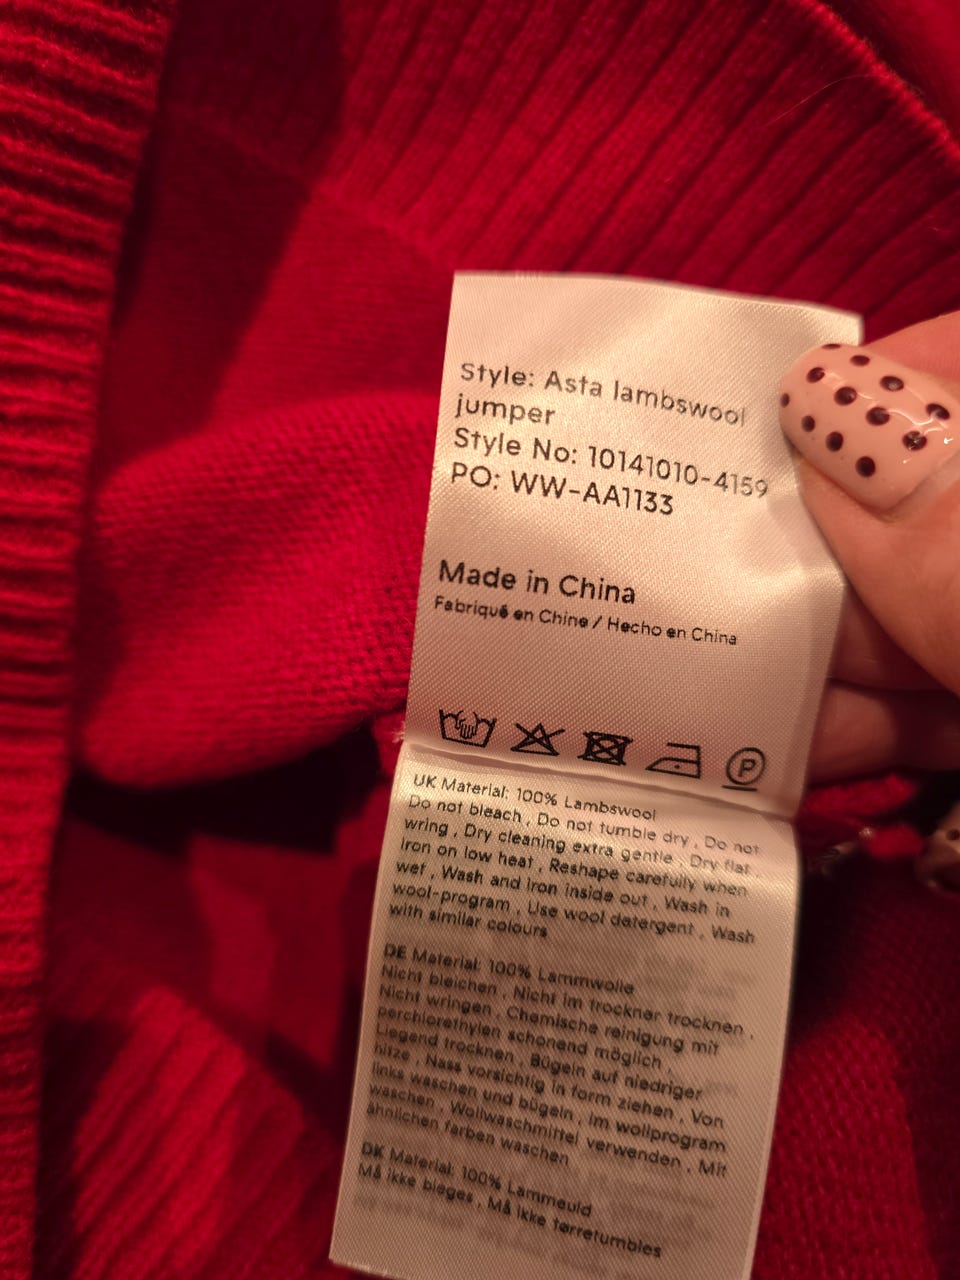 Style: Asta lambswool
jumper
Style No: 10141010-4159
PO: WW-AA1133
Made in China
Fabriqué en Chine / Hecho en China
P
UK Material: 100% Lambswool
Do not bleach , Do not tumble dry , Do not
wring , Dry cleaning extra gentle , Dry flat ,
Iron on low heat , Reshape carefully when
wet , Wash and Iron inside out , Wash in
wool-program , Use wool detergent , Wash
with similar colours
DE Material: 100% Lammwolle
Nicht bleichen , Nicht im trockner trocknen ,
Nicht wringen , Chemische reinigung mit
perchlorethylen schonend möglich ,
Liegend trocknen , Bügeln auf niedriger
hitze , Nass vorsichtig in form ziehen , Von
links waschen und bügeln , Im wollprogram
waschen , Wollwaschmittel verwenden , Mit
ähnlichen farben waschen
DK Material: 100% Lammeuld
Må ikke bleges , Må ikke tørretumbles